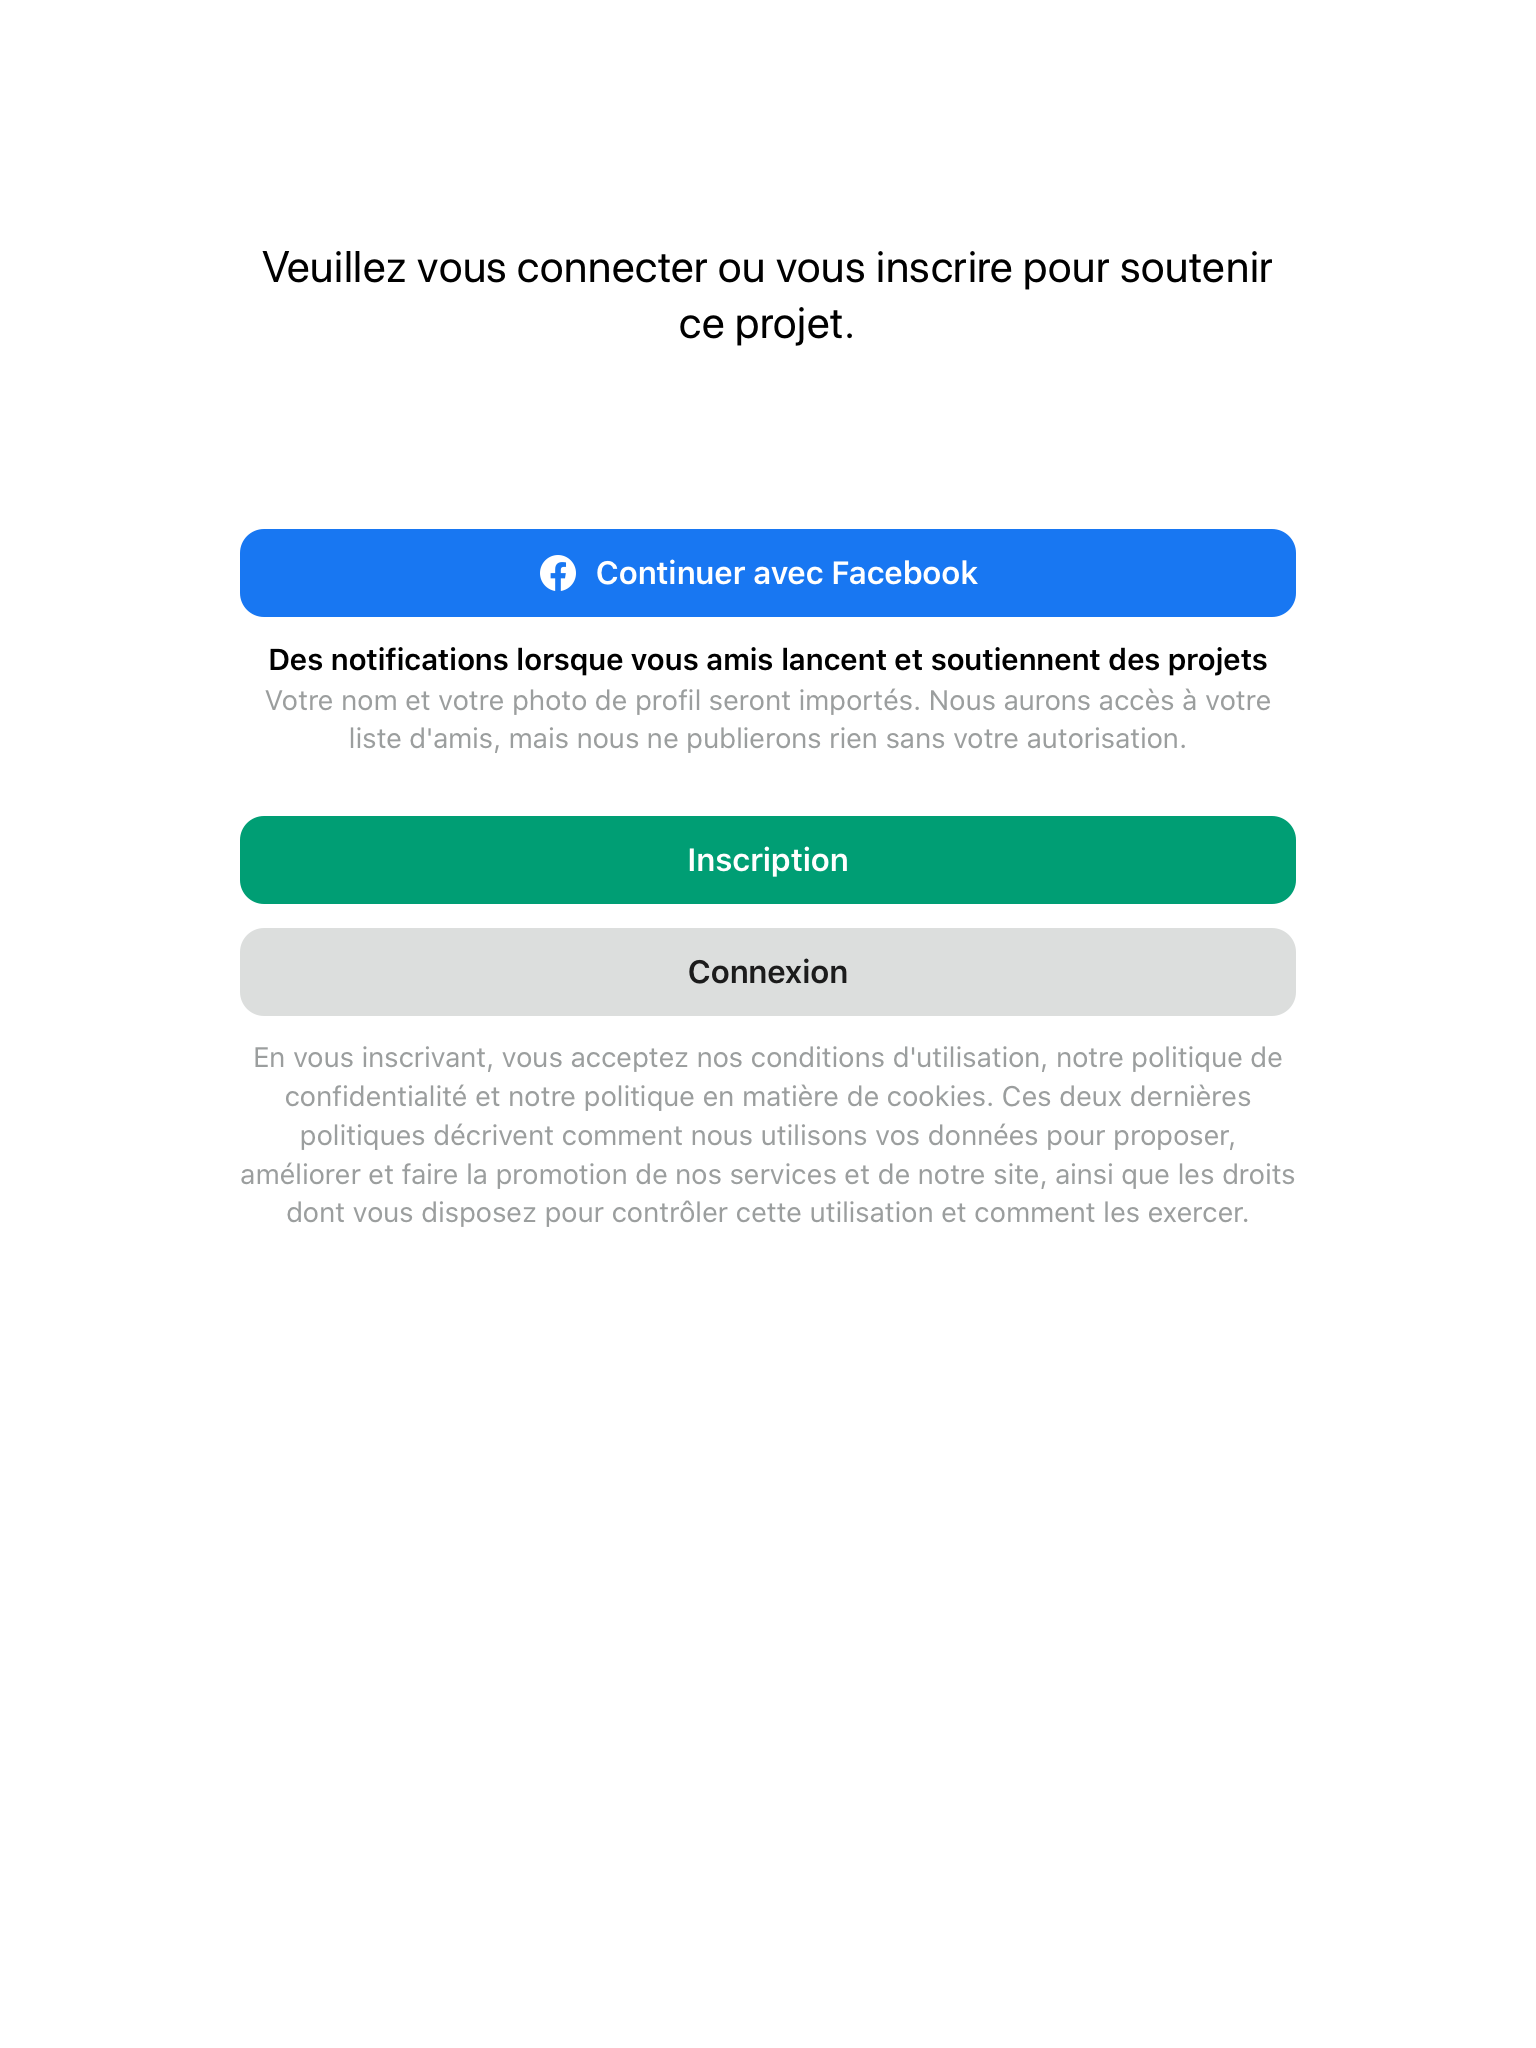 Veuillez vous connecter ou vous inscrire pour soutenir
ce projet.
Continuer avec Facebook
Des notifications lorsque vous amis lancent et soutiennent des projets
Votre nom et votre photo de profil seront importés. Nous aurons accès à votre
liste d'amis, mais nous ne publierons rien sans votre autorisation.
Inscription
Connexion
En vous inscrivant, vous acceptez nos conditions d'utilisation, notre politique de
confidentialité et notre politique en matière de cookies. Ces deux dernières
politiques décrivent comment nous utilisons vos données pour proposer,
améliorer et faire la promotion de nos services et de notre site, ainsi que les droits
dont vous disposez pour contrôler cette utilisation et comment les exercer.